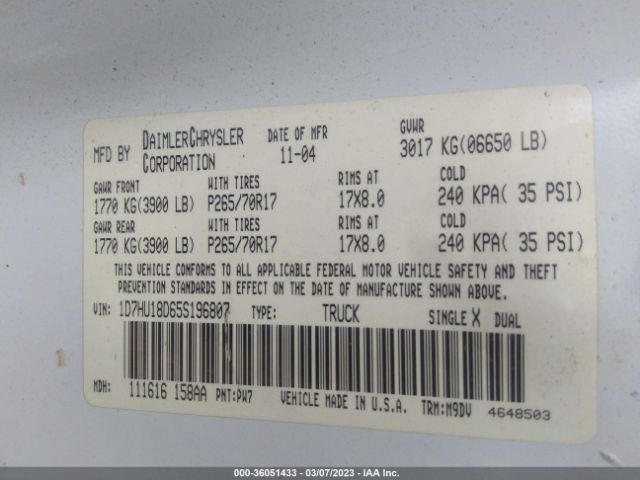 MFD BY DAIMLERCHRYSLER CORPORATION DATE OF MFR 11-04 GVWR 3017 KG(06650 LB)
GAWR FRONT WITH TIRES RIMS AT COLD
1770 KG(3900 LB) P265/70R17 17X8.0 240 KPA( 35 PSI)
GAWR REAR WITH TIRES RIMS AT COLD
1770 KG(3900 LB) P265/70R17 17X8.0 240 KPA( 35 PSI)
THIS VEHICLE CONFORMS TO ALL APPLICABLE FEDERAL MOTOR VEHICLE SAFETY AND THEFT
PREVENTION STANDARDS IN EFFECT ON THE DATE OF MANUFACTURE SHOWN ABOVE.
VIN: 1D7HU18D65S196807 TYPE: TRUCK SINGLE X DUAL
MDH: 111616 158AA PNT:PW7 VEHICLE MADE IN U.S.A. TRM:M9DV 4648503
000-36051433 - 03/07/2023 - IAA Inc.